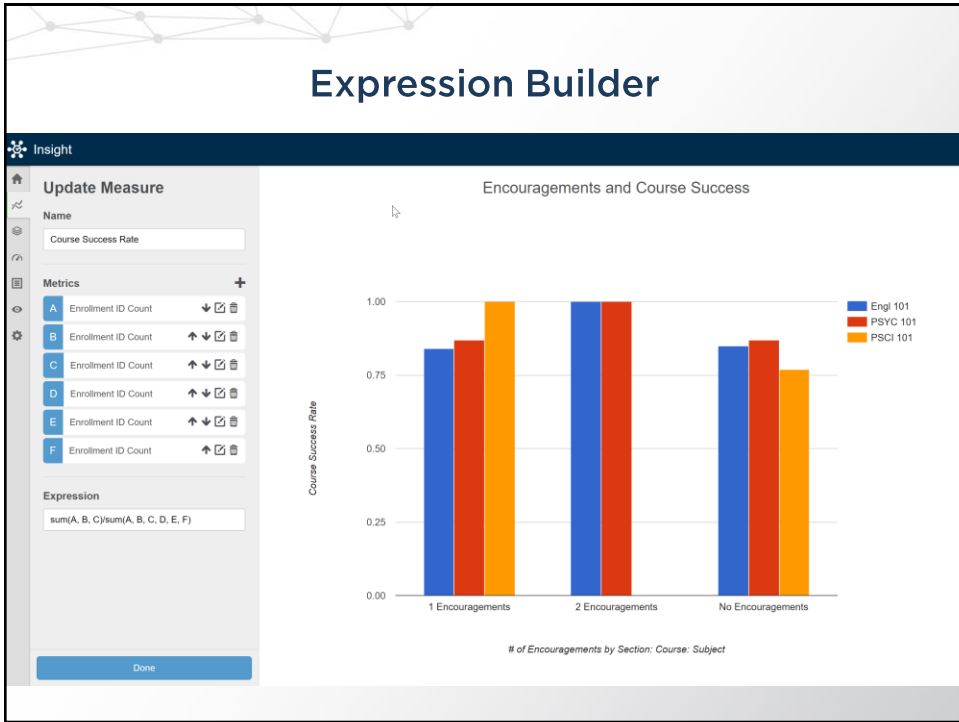 Expression Builder
Insight
Update Measure
Name
Course Success Rate
Metrics
A Enrollment ID Count
B Enrollment ID Count
C Enrollment ID Count
D Enrollment ID Count
E Enrollment ID Count
F Enrollment ID Count
Expression
sum(A, B, C)/sum(A, B, C, D, E, F)
Done
Encouragements and Course Success
Course Success Rate
1.00
0.75
0.50
0.25
0.00
1 Encouragements
2 Encouragements
No Encouragements
# of Encouragements by Section: Course: Subject
Engl 101
PSYC 101
PSCI 101